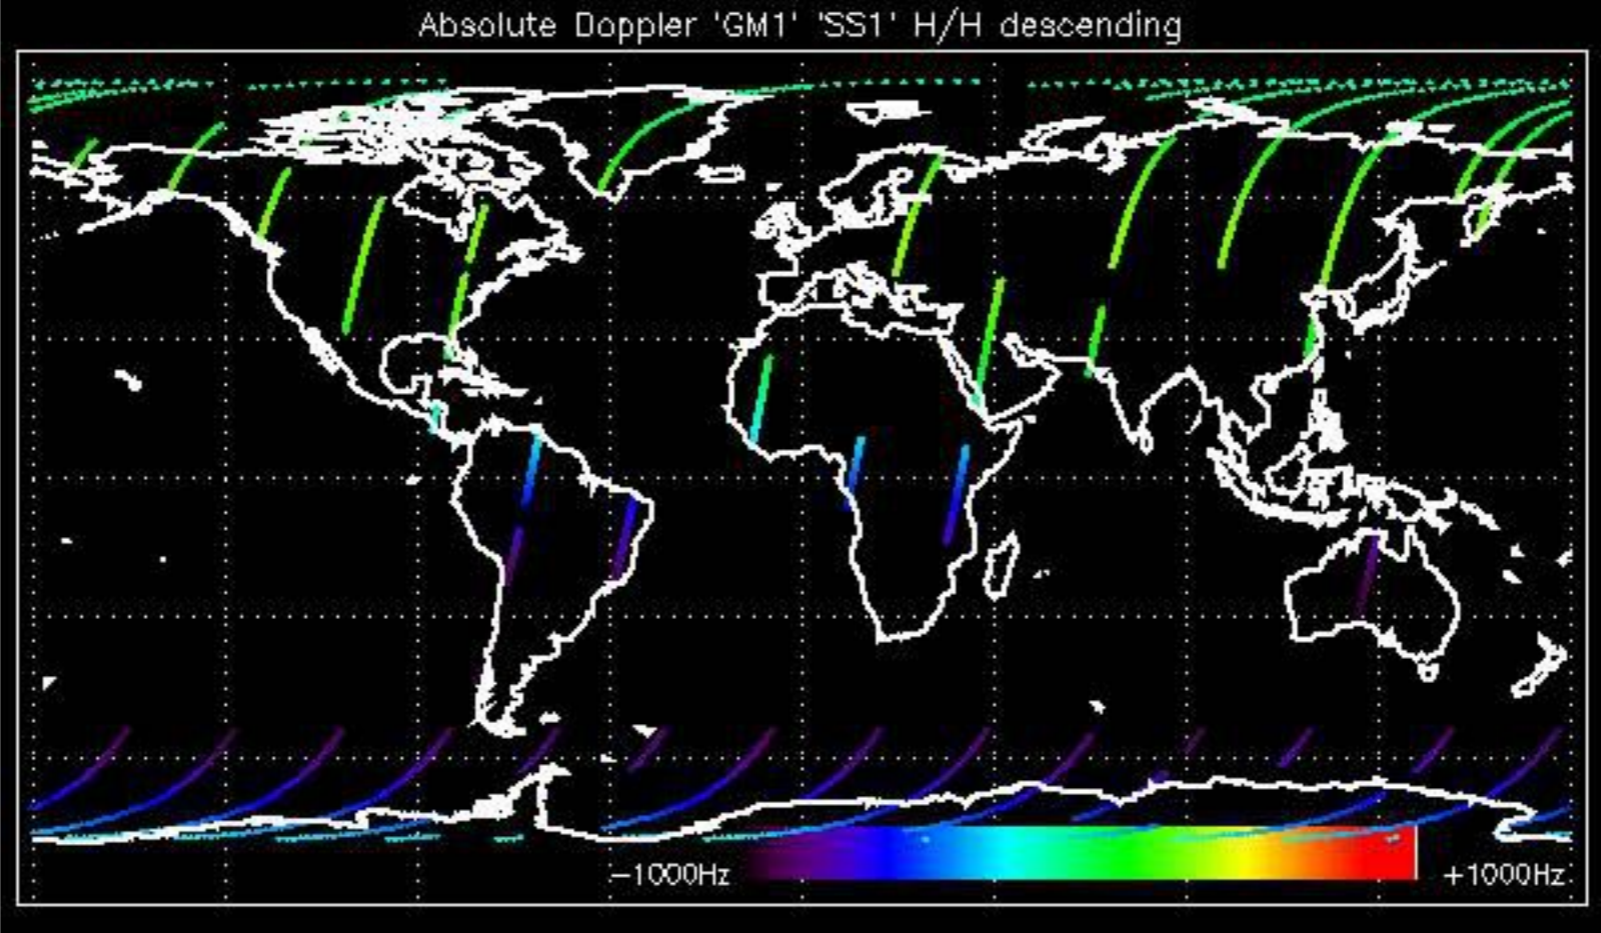 Absolute Doppler 'GM1' 'SS1' H/H descending
−1000Hz +1000Hz